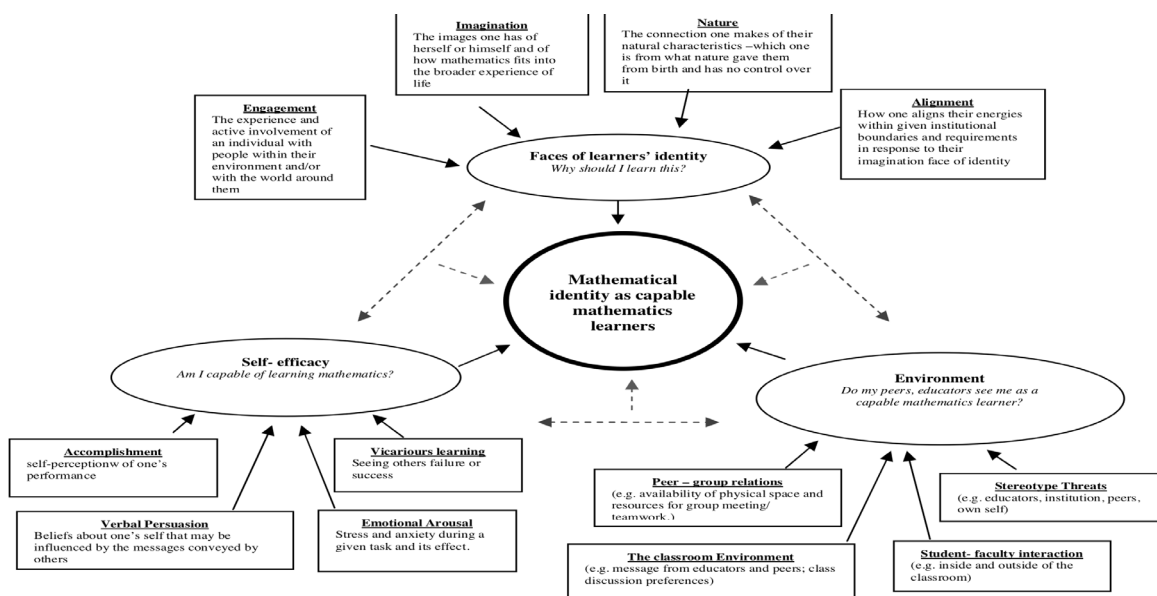 Imagination
The images one has of
herself or himself and of
how mathematics fits into
the broader experience of
life
Nature
The connection one makes of their
natural characteristics –which one
is from what nature gave them
from birth and has no control over
it
Engagement
The experience and
active involvement of
an individual with
people within their
environment and/or
with the world around
them
Alignment
How one aligns their energies
within given institutional
boundaries and requirements
in response to their
imagination face of identity
Faces of learners' identity
Why should I learn this?
Mathematical
identity as capable
mathematics
learners
Self- efficacy
Am I capable of learning mathematics?
Environment
Do my peers, educators see me as a
capable mathematics learner?
Accomplishment
self-perceptionw of one's
performance
Vicariours learning
Seeing others failure or
success
Verbal Persuasion
Beliefs about one's self that may be
influenced by the messages conveyed by
others
Emotional Arousal
Stress and anxiety during a
given task and its effect.
Peer – group relations
(e.g. availability of physical space and
resources for group meeting/
teamwork.)
Stereotype Threats
(e.g. educators, institution, peers,
own self)
The classroom Environment
(e.g. message from educators and peers; class
discussion preferences)
Student- faculty interaction
(e.g. inside and outside of the
classroom)